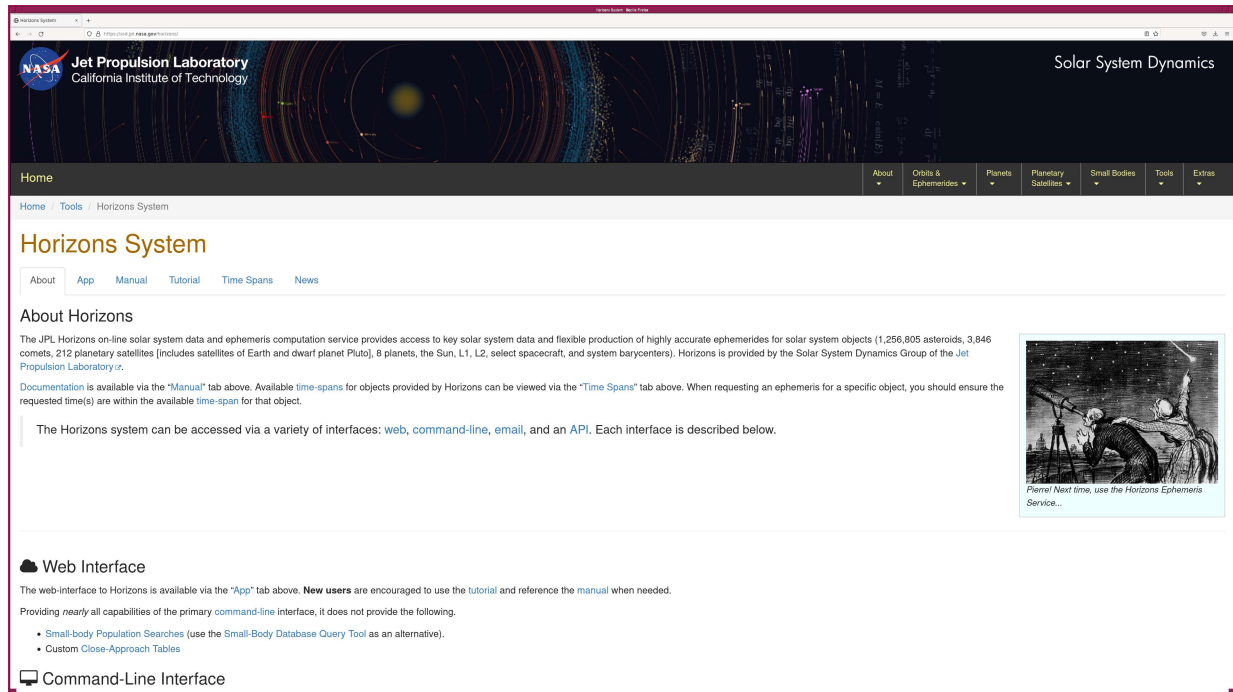 Horizons System - Mozilla Firefox
Horizons System
https://ssd.jpl.nasa.gov/horizons/
NASA
Jet Propulsion Laboratory
California Institute of Technology
Solar System Dynamics
Home
About
Orbits & Ephemerides
Planets
Planetary Satellites
Small Bodies
Tools
Extras
Home / Tools / Horizons System
Horizons System
About App Manual Tutorial Time Spans News
About Horizons
The JPL Horizons on-line solar system data and ephemeris computation service provides access to key solar system data and flexible production of highly accurate ephemerides for solar system objects (1,256,805 asteroids, 3,846
comets, 212 planetary satellites [includes satellites of Earth and dwarf planet Pluto], 8 planets, the Sun, L1, L2, select spacecraft, and system barycenters). Horizons is provided by the Solar System Dynamics Group of the Jet
Propulsion Laboratory.
Documentation is available via the “Manual” tab above. Available time-spans for objects provided by Horizons can be viewed via the “Time Spans” tab above. When requesting an ephemeris for a specific object, you should ensure the
requested time(s) are within the available time-span for that object.
The Horizons system can be accessed via a variety of interfaces: web, command-line, email, and an API. Each interface is described below.
Pierre! Next time, use the Horizons Ephemeris
Service...
Web Interface
The web-interface to Horizons is available via the “App” tab above. New users are encouraged to use the tutorial and reference the manual when needed.
Providing nearly all capabilities of the primary command-line interface, it does not provide the following.
• Small-body Population Searches (use the Small-Body Database Query Tool as an alternative).
• Custom Close-Approach Tables
Command-Line Interface